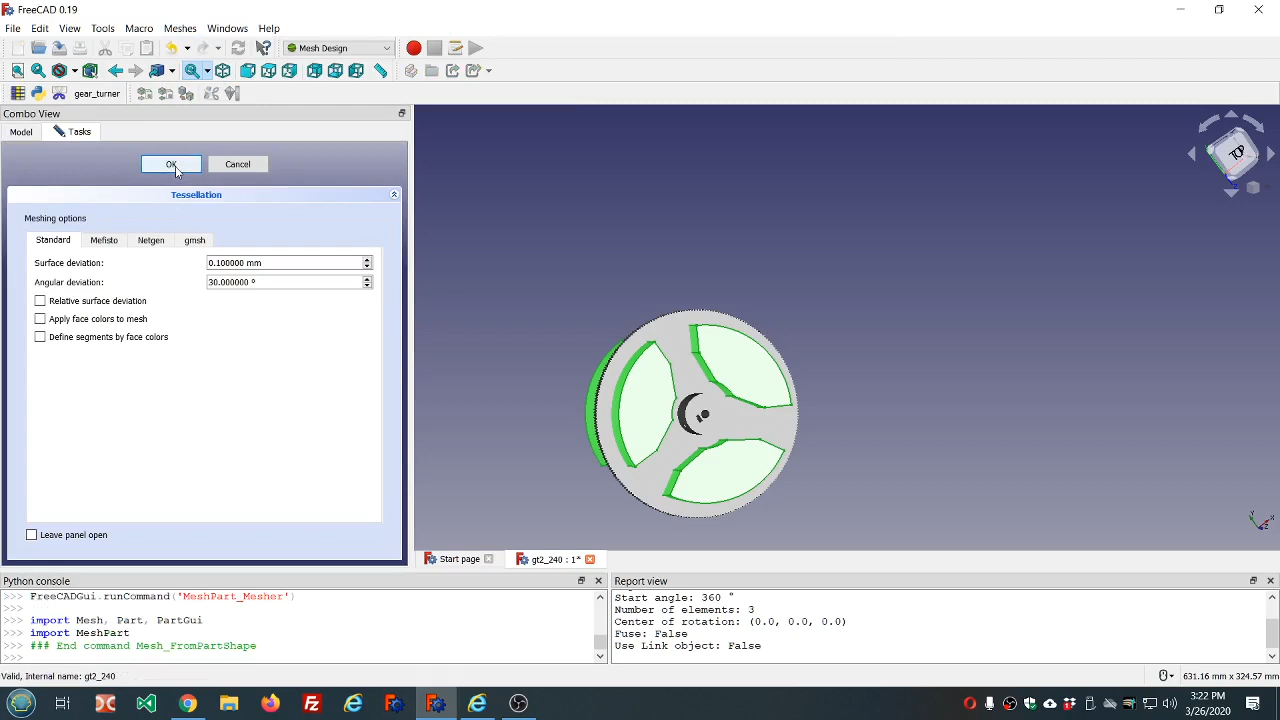 FreeCAD 0.19
File Edit View Tools Macro Meshes Windows Help
Mesh Design
gear_turner
Combo View
Model Tasks
OK Cancel
Tessellation
Meshing options
Standard Mefisto Netgen gmsh
Surface deviation: 0.100000 mm
Angular deviation: 30.000000 °
Relative surface deviation
Apply face colors to mesh
Define segments by face colors
Leave panel open
TOP
Start page gt2_240 : 1*
Python console
>>> FreeCADGui.runCommand('MeshPart_Mesher')
>>>
>>> import Mesh, Part, PartGui
>>> import MeshPart
>>> ### End command Mesh_FromPartShape
>>>
Report view
Start angle: 360 °
Number of elements: 3
Center of rotation: (0.0, 0.0, 0.0)
Fuse: False
Use Link object: False
Valid, Internal name: gt2_240
631.16 mm x 324.57 mm
3:22 PM
3/26/2020